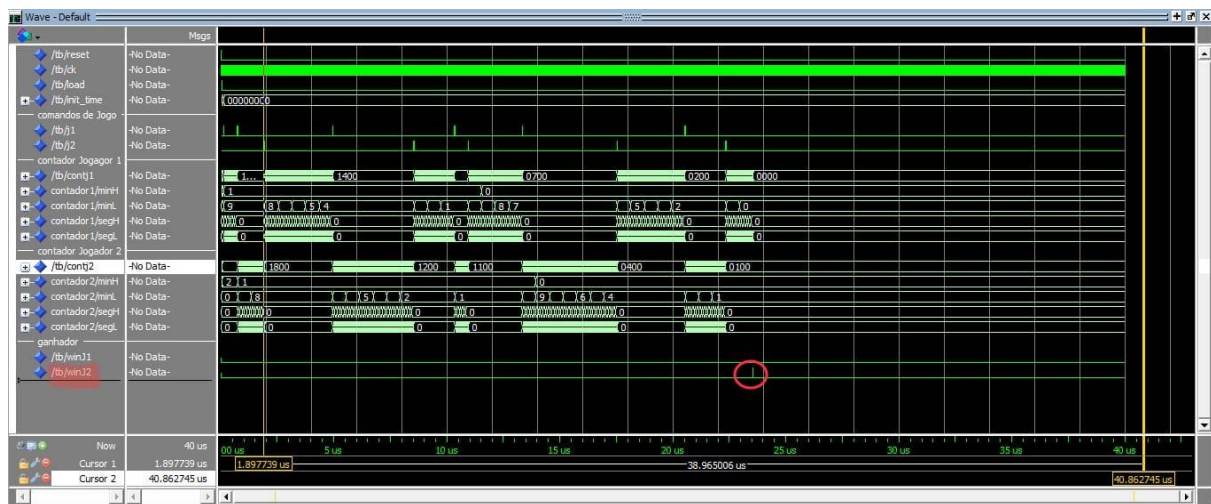 Wave - Default
Msgs
/tb/reset -No Data-
/tb/ck -No Data-
/tb/load -No Data-
/tb/init_time -No Data- 000000C0
comandos de Jogo
/tb/j1 -No Data-
/tb/j2 -No Data-
contador Jogagor 1
/tb/contj1 -No Data- 1... 1400 0700 0200 0000
contador1/minH -No Data- 1 0
contador1/minL -No Data- 9 8 5 4 1 8 7 5 2 0
contador1/segH -No Data- 0 0 0 0 0 0
contador1/segL -No Data- 0 0 0 0 0 0
contador Jogador 2
/tb/contj2 -No Data- 1800 1200 1100 0400 0100
contador2/minH -No Data- 2 1 0
contador2/minL -No Data- 0 8 5 2 1 9 6 4 1
contador2/segH -No Data- 0 0 0 0 0 0
contador2/segL -No Data- 0 0 0 0 0 0
ganhador
/tb/winJ1 -No Data-
/tb/winJ2 -No Data-
Now 40 us 00 us 5 us 10 us 15 us 20 us 25 us 30 us 35 us 40 us
Cursor 1 1.897739 us 1.897739 us 38.965006 us
Cursor 2 40.862745 us 40.862745 us